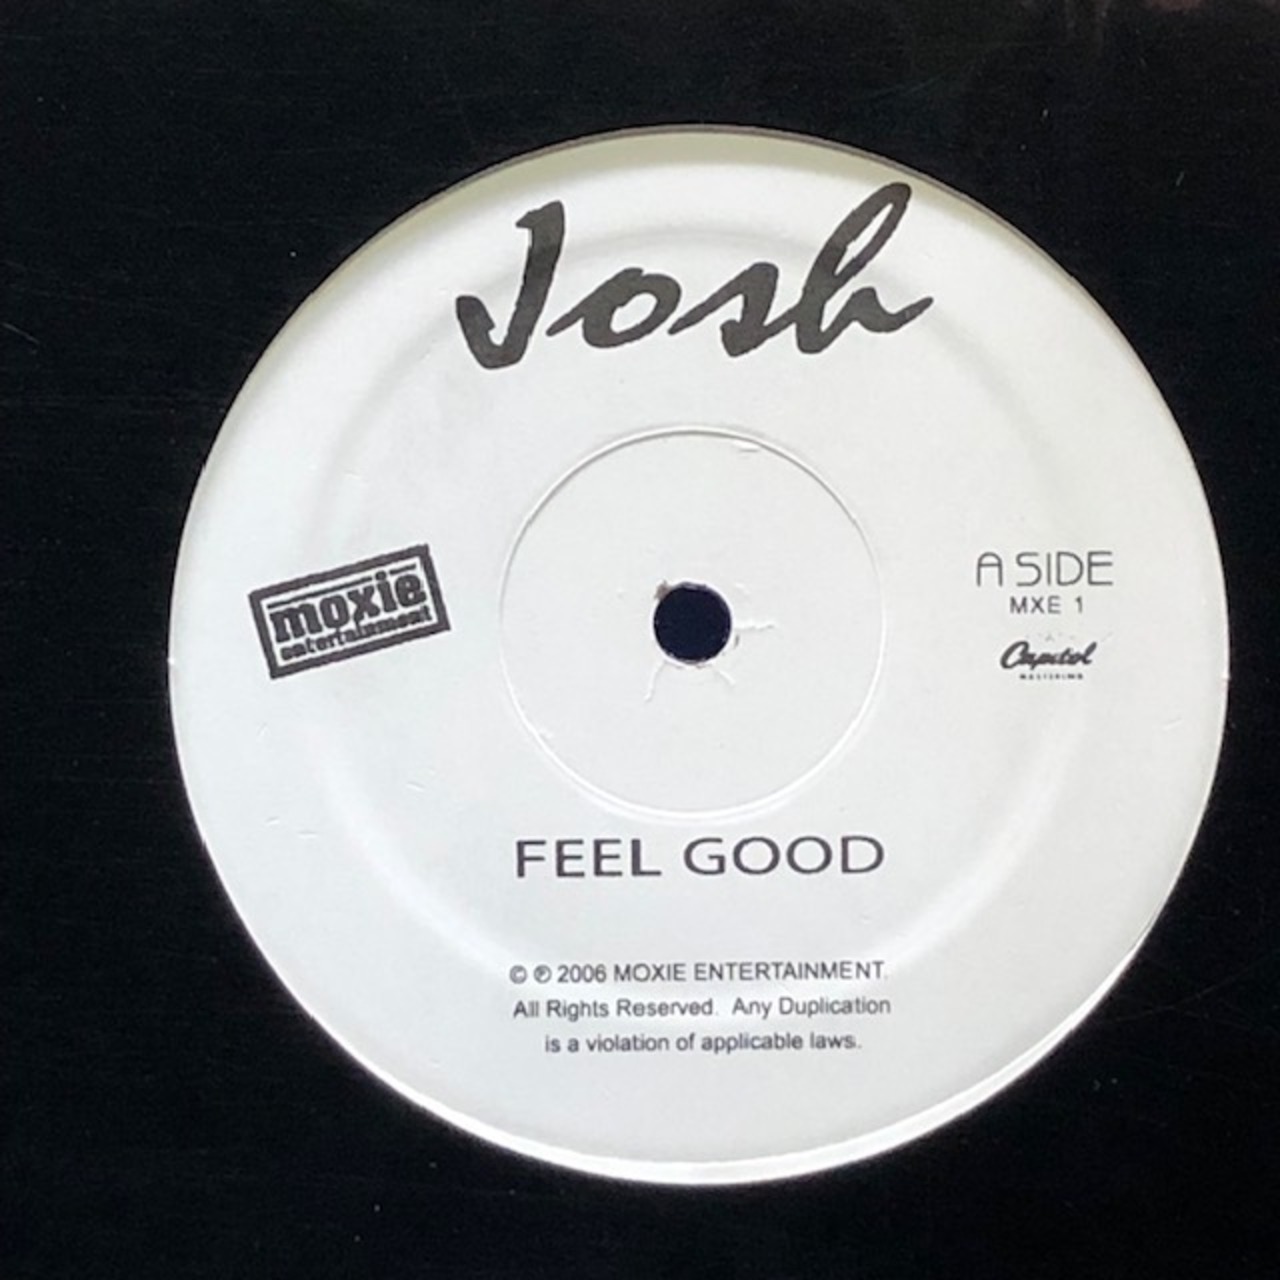 Josh
moxie
entertainment
A SIDE
MXE 1
Capitol
MASTERING
FEEL GOOD
© ℗ 2006 MOXIE ENTERTAINMENT.
All Rights Reserved. Any Duplication
is a violation of applicable laws.